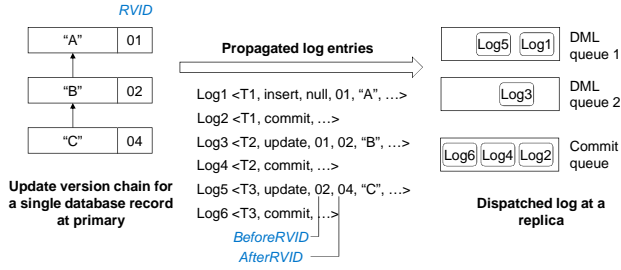 RVID
"A" 01
"B" 02
"C" 04
Update version chain for
a single database record
at primary
Propagated log entries
Log1 <T1, insert, null, 01, "A", …>
Log2 <T1, commit, …>
Log3 <T2, update, 01, 02, "B", …>
Log4 <T2, commit, …>
Log5 <T3, update, 02, 04, "C", …>
Log6 <T3, commit, …>
BeforeRVID
AfterRVID
Log5 Log1 DML
queue 1
Log3 DML
queue 2
Log6 Log4 Log2 Commit
queue
Dispatched log at a
replica